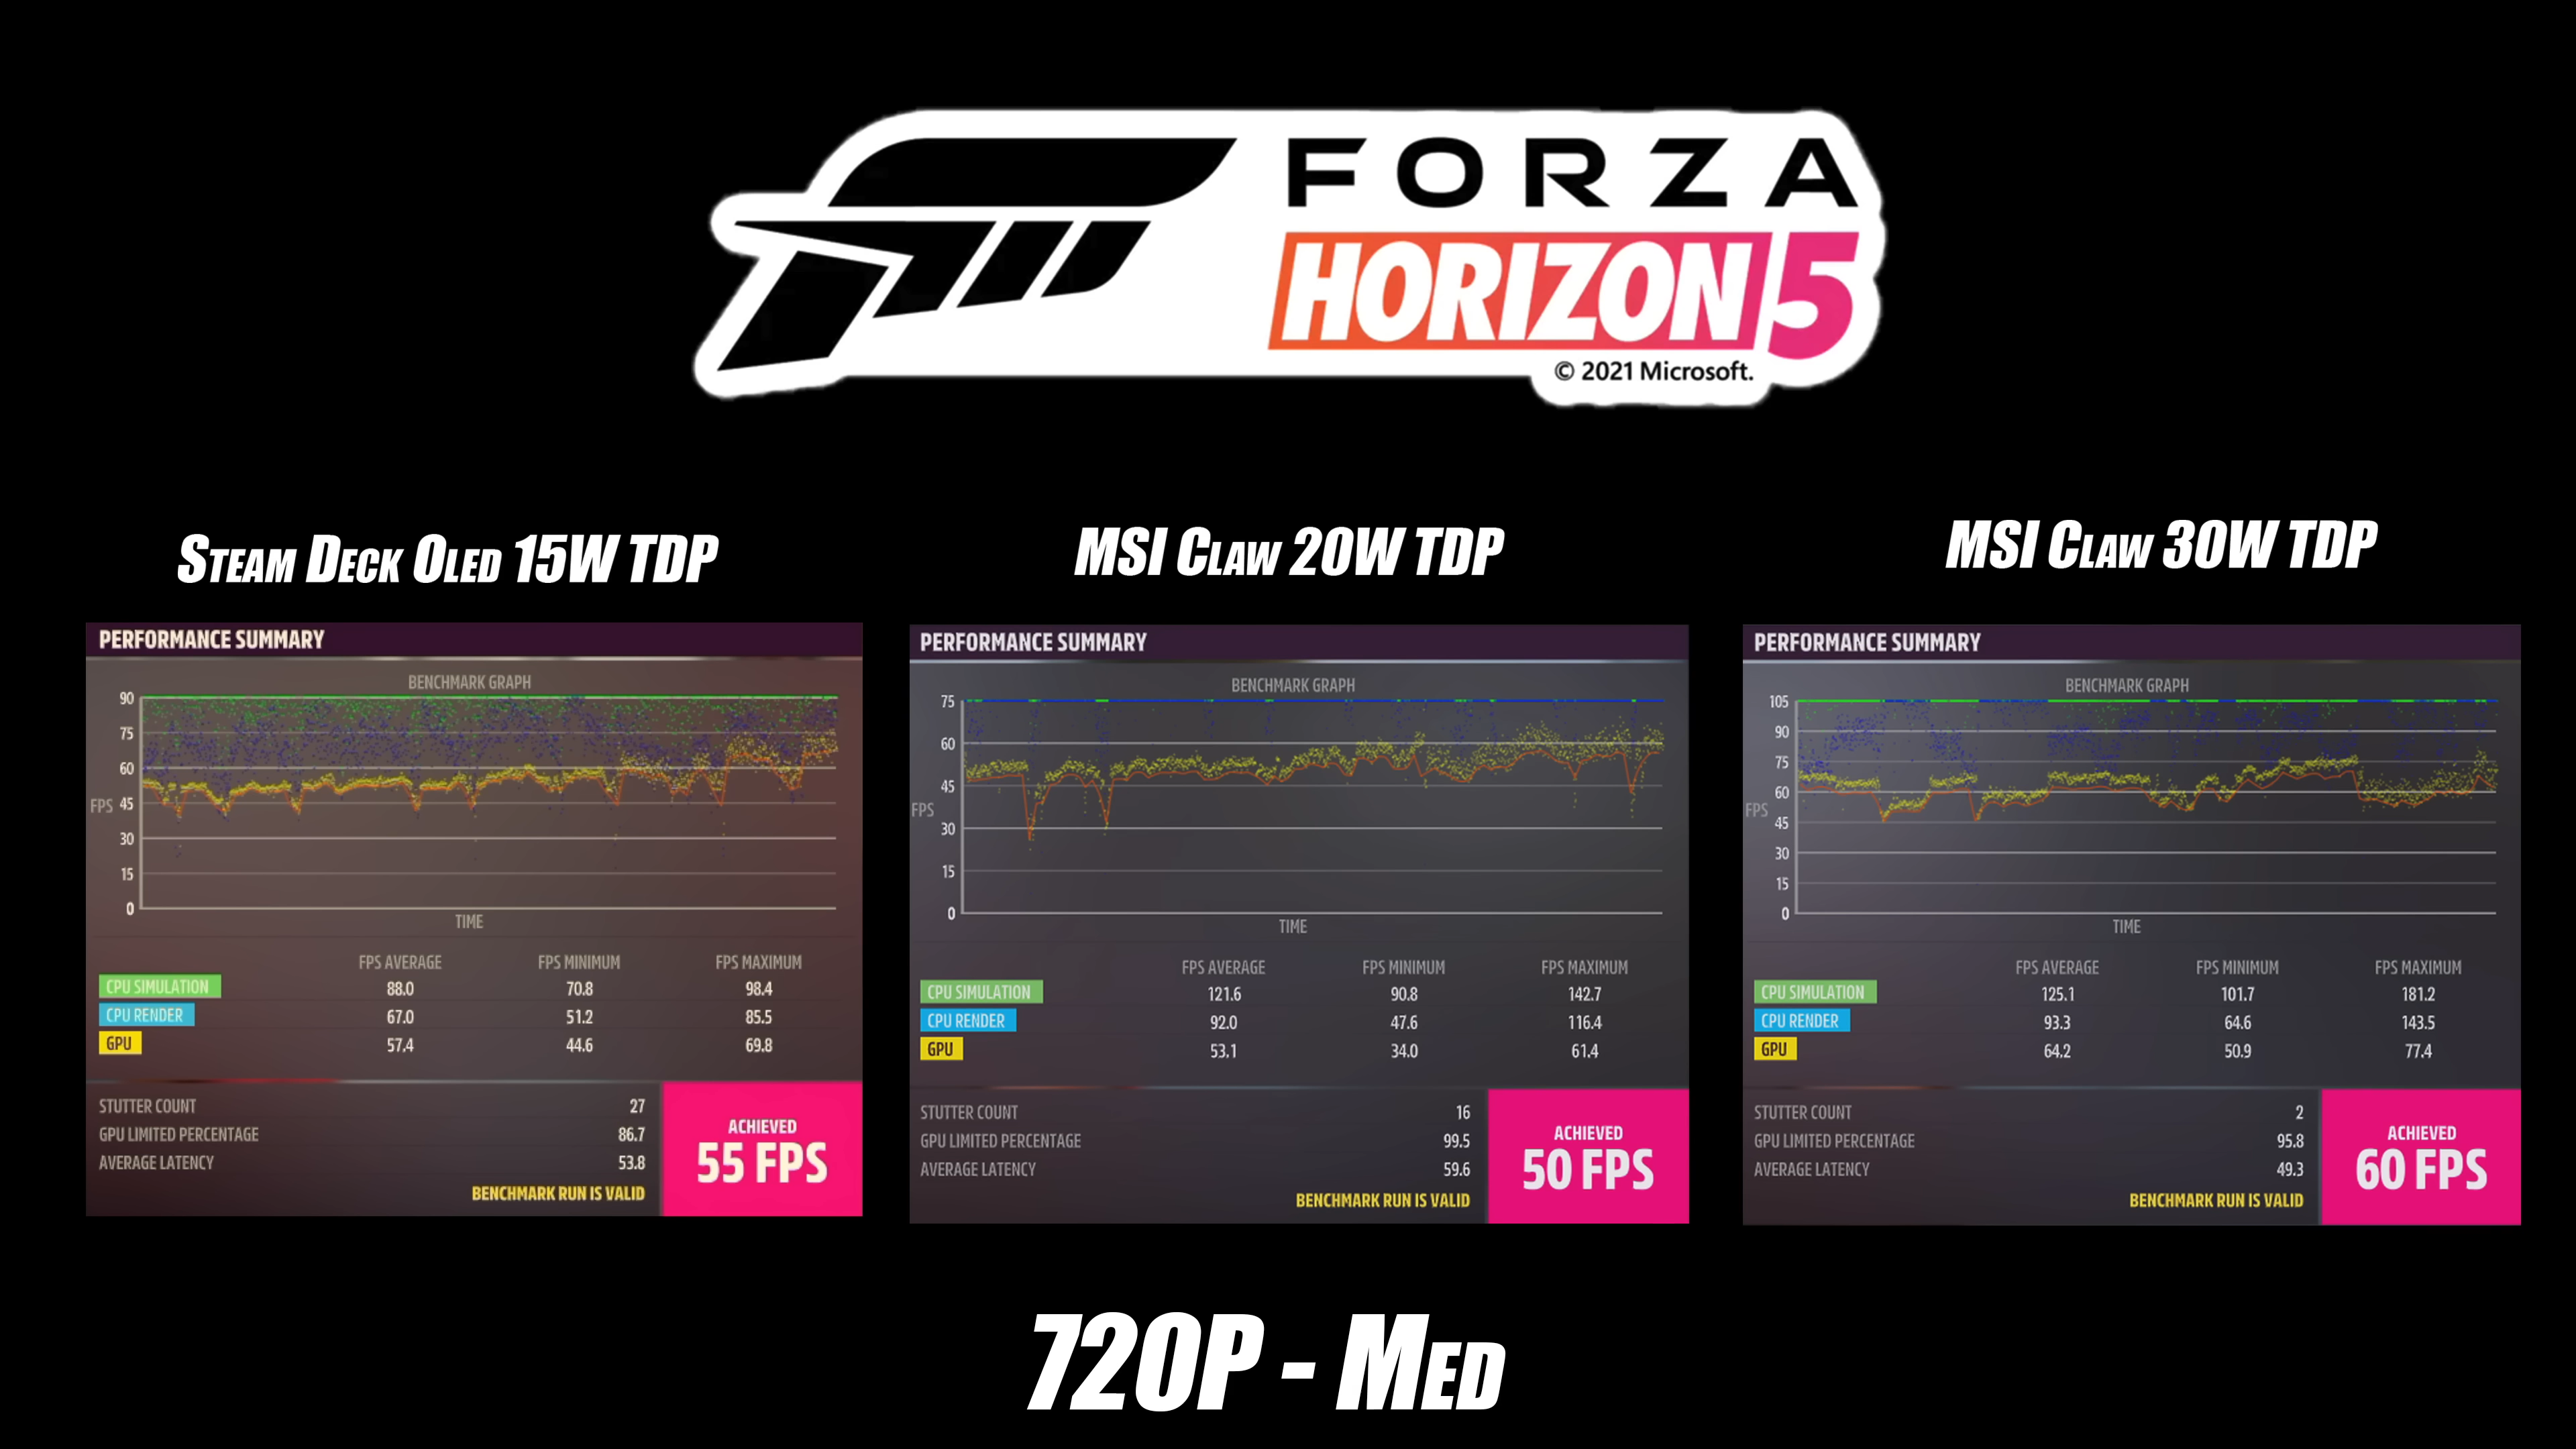 FORZA
HORIZON 5
© 2021 Microsoft.
Steam Deck Oled 15W TDP
MSI Claw 20W TDP
MSI Claw 30W TDP
PERFORMANCE SUMMARY
BENCHMARK GRAPH
90
75
60
FPS 45
30
15
0
TIME
FPS AVERAGE FPS MINIMUM FPS MAXIMUM
CPU SIMULATION 88.0 70.8 98.4
CPU RENDER 67.0 51.2 85.5
GPU 57.4 44.6 69.8
STUTTER COUNT 27
GPU LIMITED PERCENTAGE 86.7
AVERAGE LATENCY 53.8
BENCHMARK RUN IS VALID
ACHIEVED
55 FPS
PERFORMANCE SUMMARY
BENCHMARK GRAPH
75
60
45
FPS
30
15
0
TIME
FPS AVERAGE FPS MINIMUM FPS MAXIMUM
CPU SIMULATION 121.6 90.8 142.7
CPU RENDER 92.0 47.6 116.4
GPU 53.1 34.0 61.4
STUTTER COUNT 16
GPU LIMITED PERCENTAGE 99.5
AVERAGE LATENCY 59.6
BENCHMARK RUN IS VALID
ACHIEVED
50 FPS
PERFORMANCE SUMMARY
BENCHMARK GRAPH
105
90
75
60
FPS
45
30
15
0
TIME
FPS AVERAGE FPS MINIMUM FPS MAXIMUM
CPU SIMULATION 125.1 101.7 181.2
CPU RENDER 93.3 64.6 143.5
GPU 64.2 50.9 77.4
STUTTER COUNT 2
GPU LIMITED PERCENTAGE 95.8
AVERAGE LATENCY 49.3
BENCHMARK RUN IS VALID
ACHIEVED
60 FPS
720P - Med